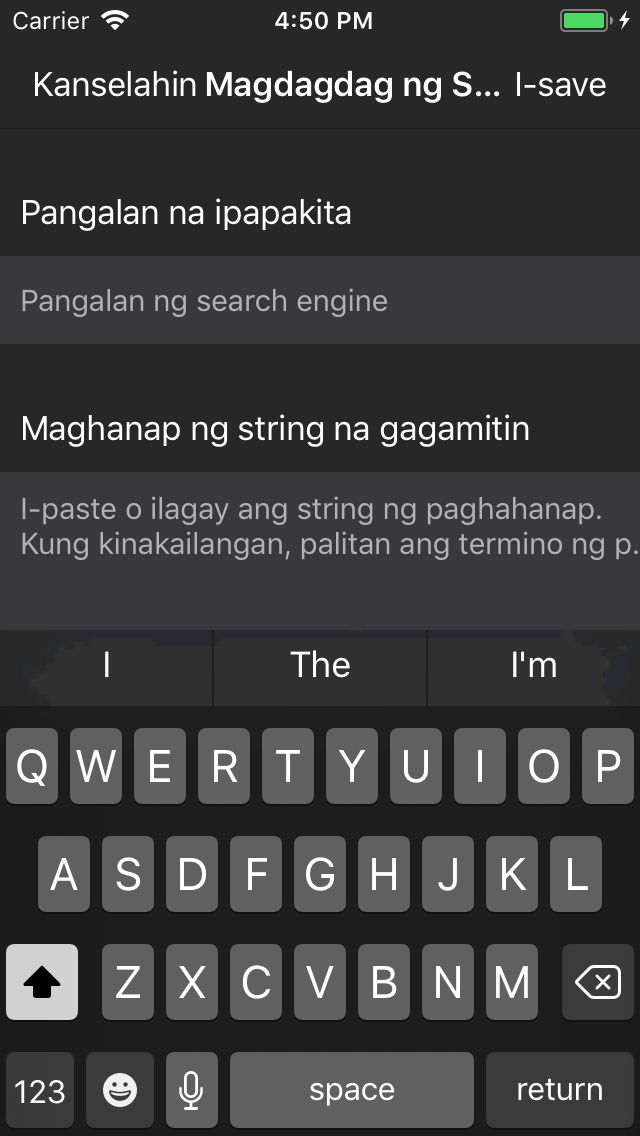 Carrier 4:50 PM
Kanselahin Magdagdag ng S... I-save
Pangalan na ipapakita
Pangalan ng search engine
Maghanap ng string na gagamitin
I-paste o ilagay ang string ng paghahanap.
Kung kinakailangan, palitan ang termino ng p.
I The I'm
Q W E R T Y U I O P
A S D F G H J K L
Z X C V B N M
123 space return